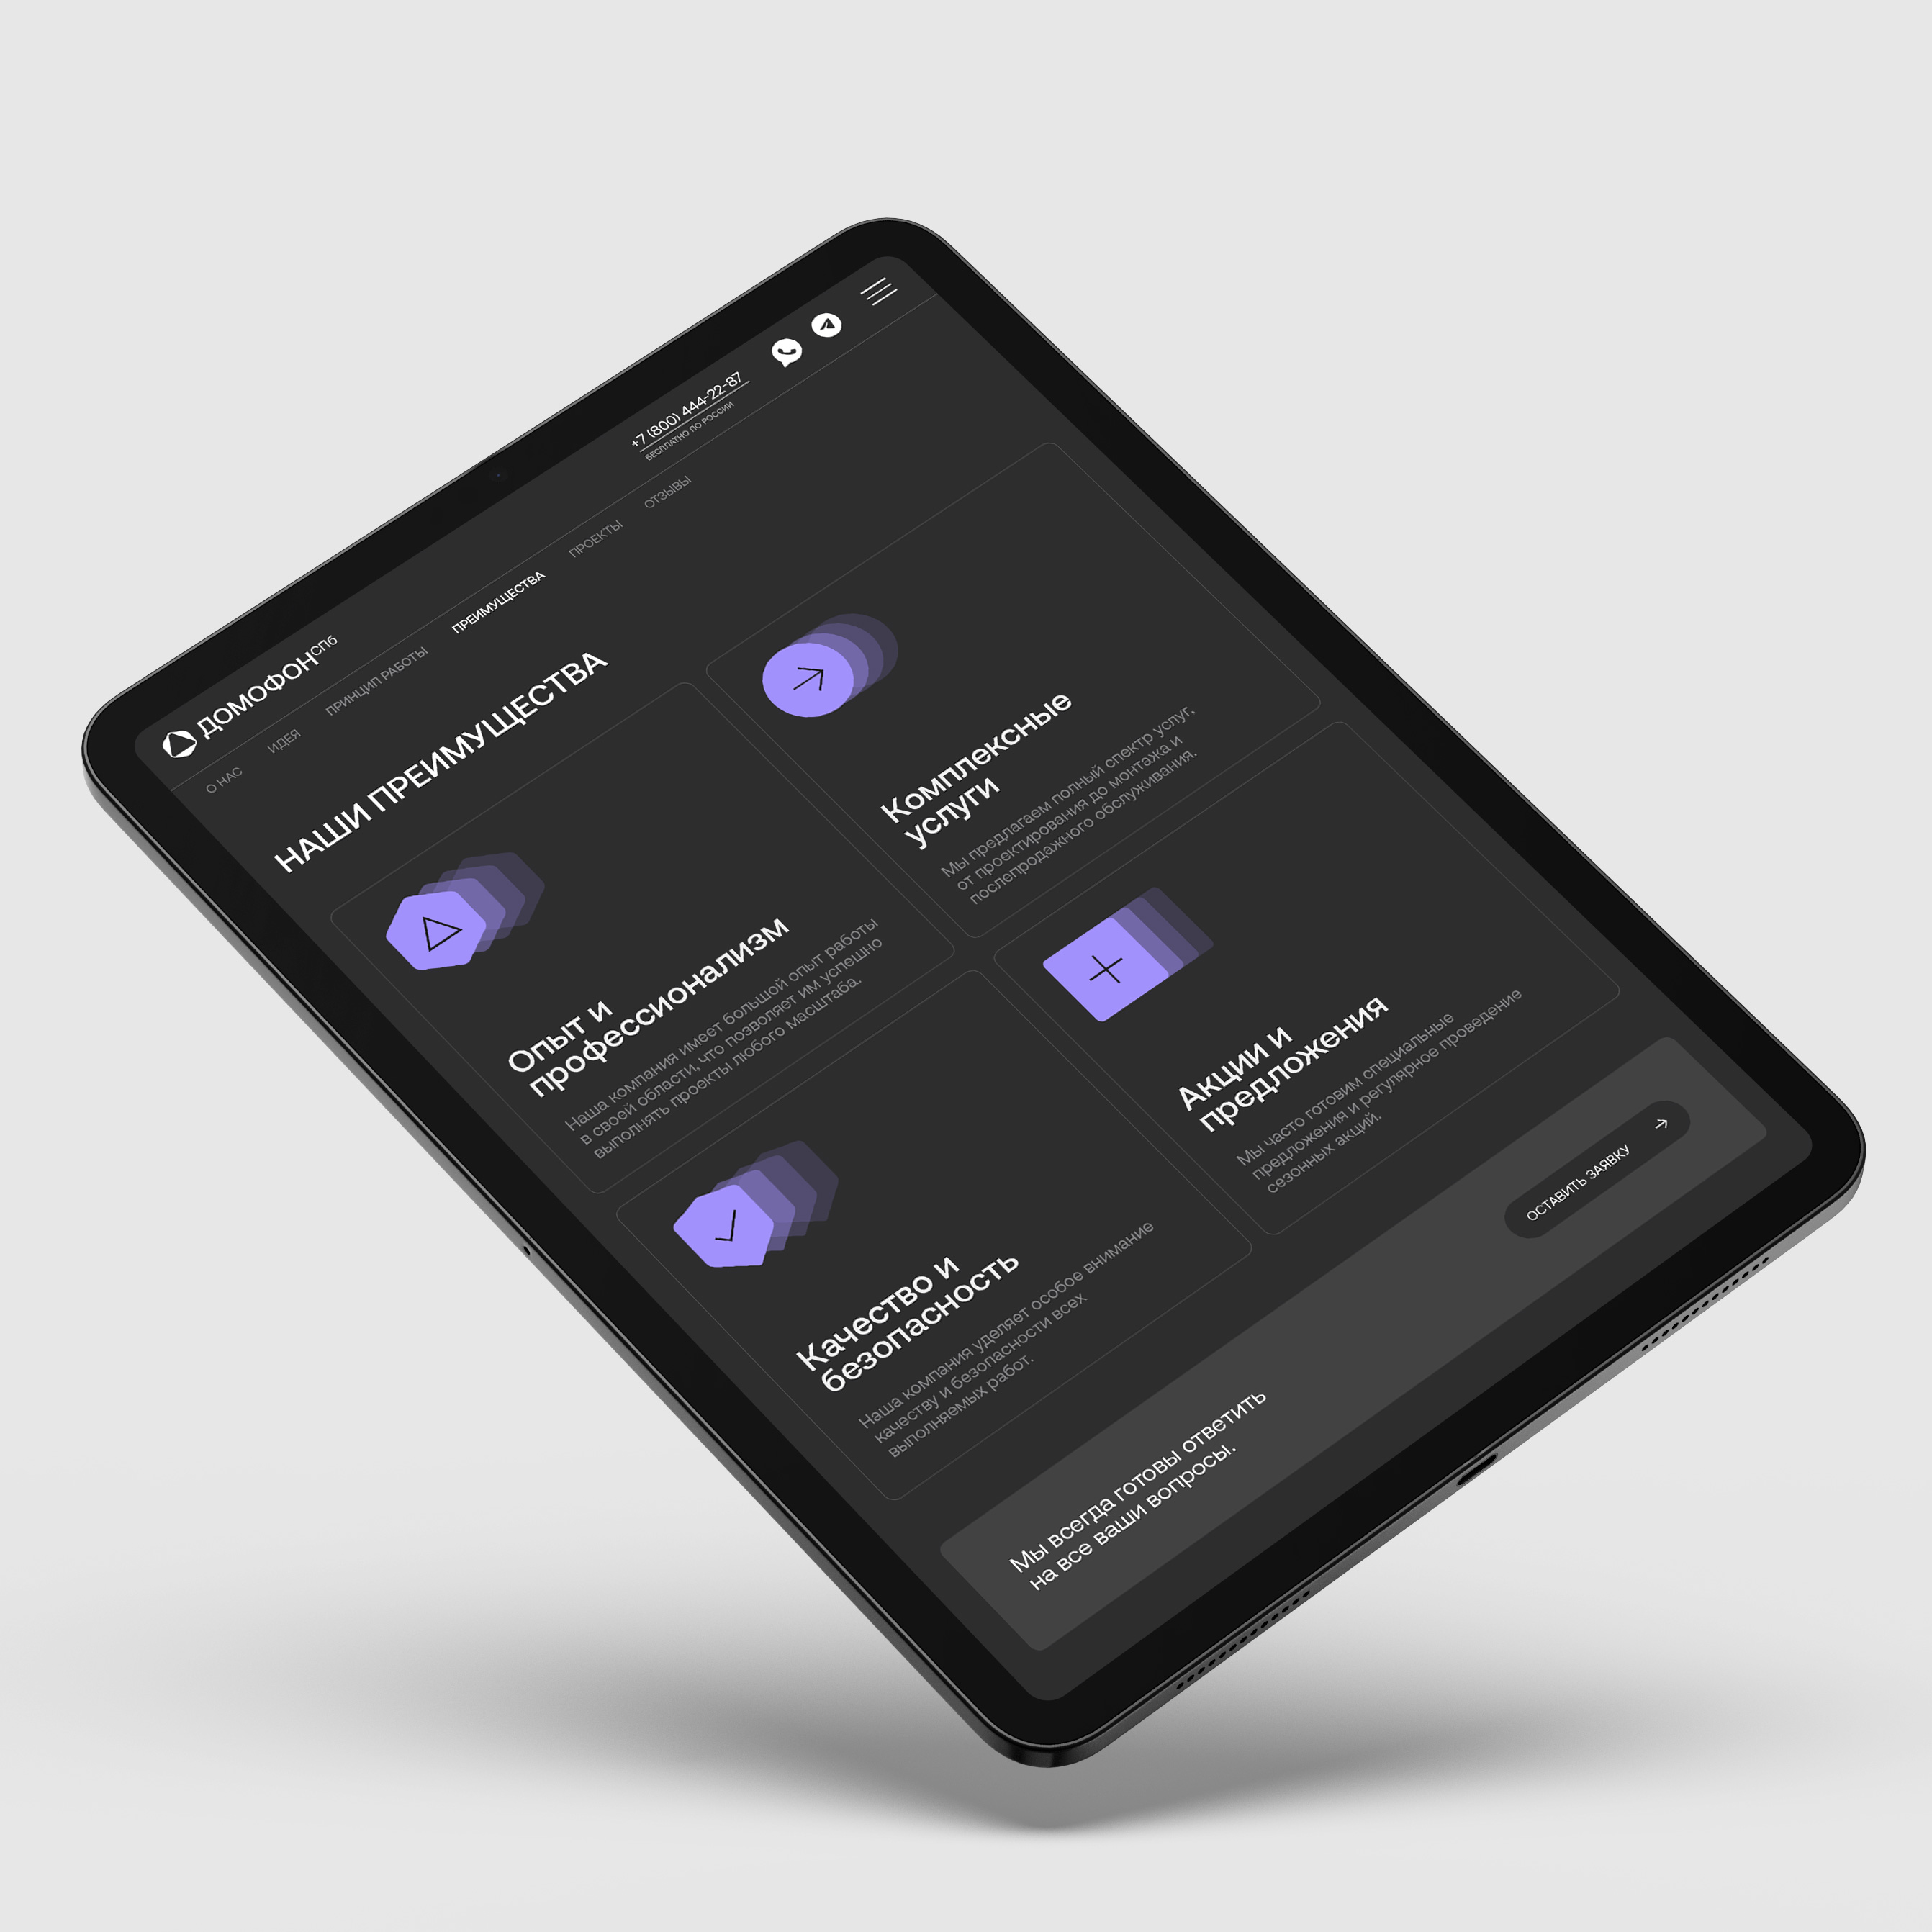 ДОМОФОНСПб
+7 (800) 444-22-87
БЕСПЛАТНО ПО РОССИИ
О НАС
ИДЕЯ
ПРИНЦИП РАБОТЫ
ПРЕИМУЩЕСТВА
ПРОЕКТЫ
ОТЗЫВЫ
НАШИ ПРЕИМУЩЕСТВА
Опыт и
профессионализм
Наша компания имеет большой опыт работы
в своей области, что позволяет им успешно
выполнять проекты любого масштаба.
Комплексные
услуги
Мы предлагаем полный спектр услуг,
от проектирования до монтажа и
послепродажного обслуживания.
Качество и
безопасность
Наша компания уделяет особое внимание
качеству и безопасности всех
выполняемых работ.
Акции и
предложения
Мы часто готовим специальные
предложения и регулярное проведение
сезонных акций.
Мы всегда готовы ответить
на все ваши вопросы.
ОСТАВИТЬ ЗАЯВКУ